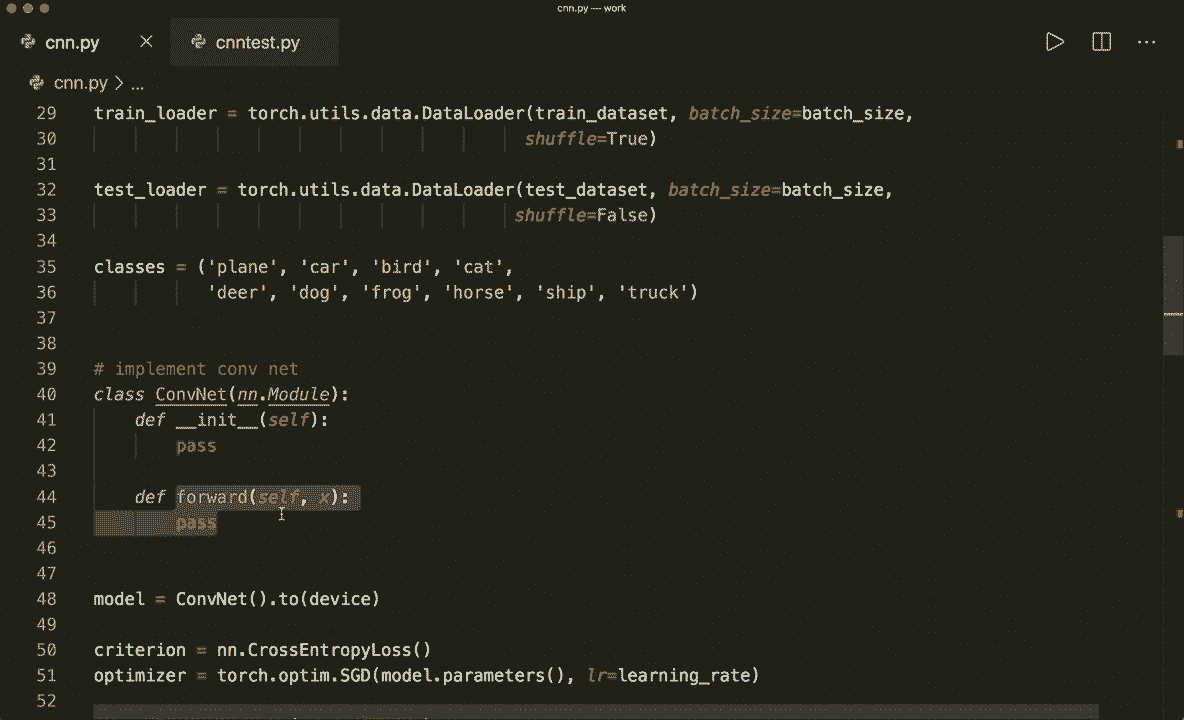 cnn.py — work
cnn.py cnntest.py
cnn.py > ...
29 train_loader = torch.utils.data.DataLoader(train_dataset, batch_size=batch_size,
30 shuffle=True)
31
32 test_loader = torch.utils.data.DataLoader(test_dataset, batch_size=batch_size,
33 shuffle=False)
34
35 classes = ('plane', 'car', 'bird', 'cat',
36 'deer', 'dog', 'frog', 'horse', 'ship', 'truck')
37
38
39 # implement conv net
40 class ConvNet(nn.Module):
41 def __init__(self):
42 pass
43
44 def forward(self, x):
45 pass
46
47
48 model = ConvNet().to(device)
49
50 criterion = nn.CrossEntropyLoss()
51 optimizer = torch.optim.SGD(model.parameters(), lr=learning_rate)
52